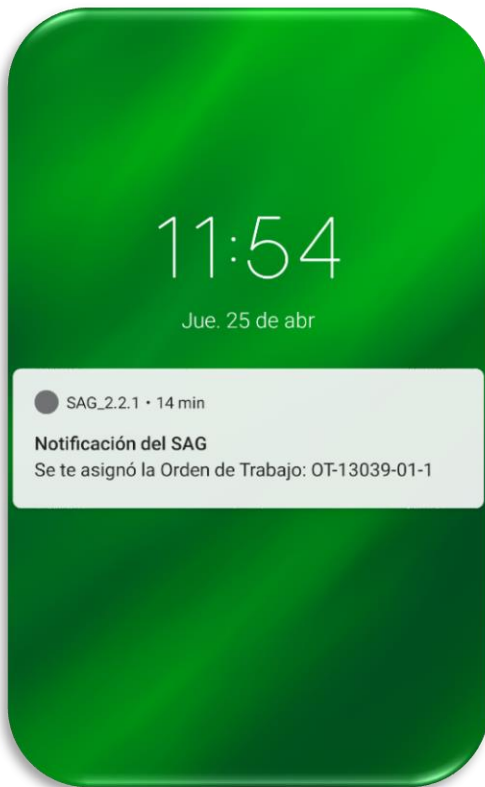 11:54
Jue. 25 de abr
SAG_2.2.1 • 14 min
Notificación del SAG
Se te asignó la Orden de Trabajo: OT-13039-01-1